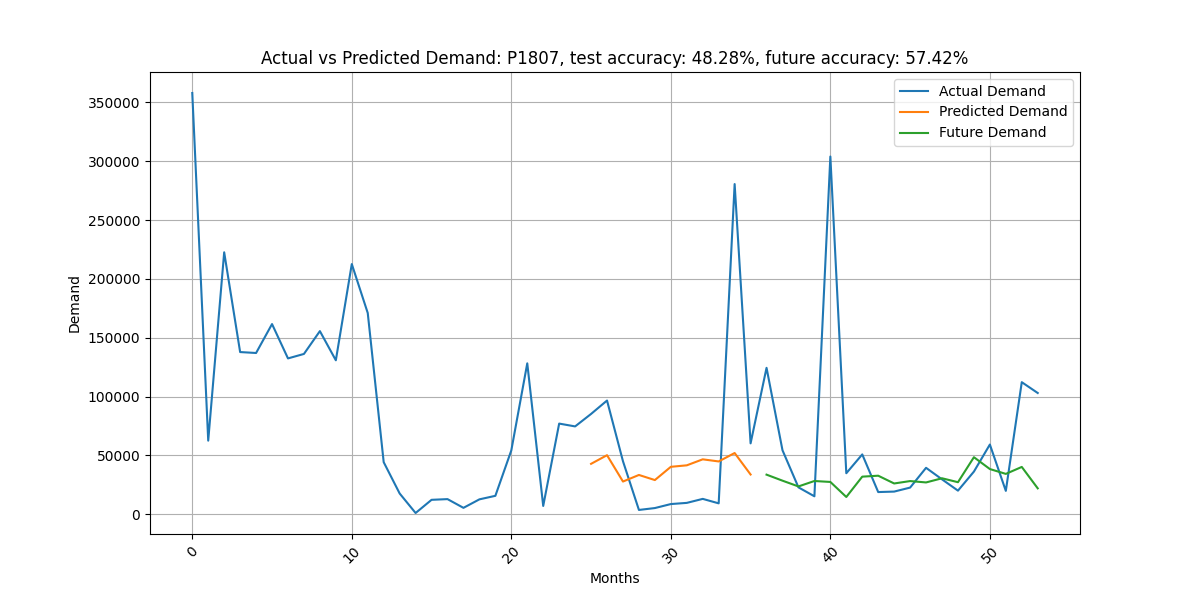 Actual vs Predicted Demand: P1807, test accuracy: 48.28%, future accuracy: 57.42%
Actual Demand
Predicted Demand
Future Demand
350000
300000
250000
200000
150000
100000
50000
0
Demand
0 10 20 30 40 50
Months